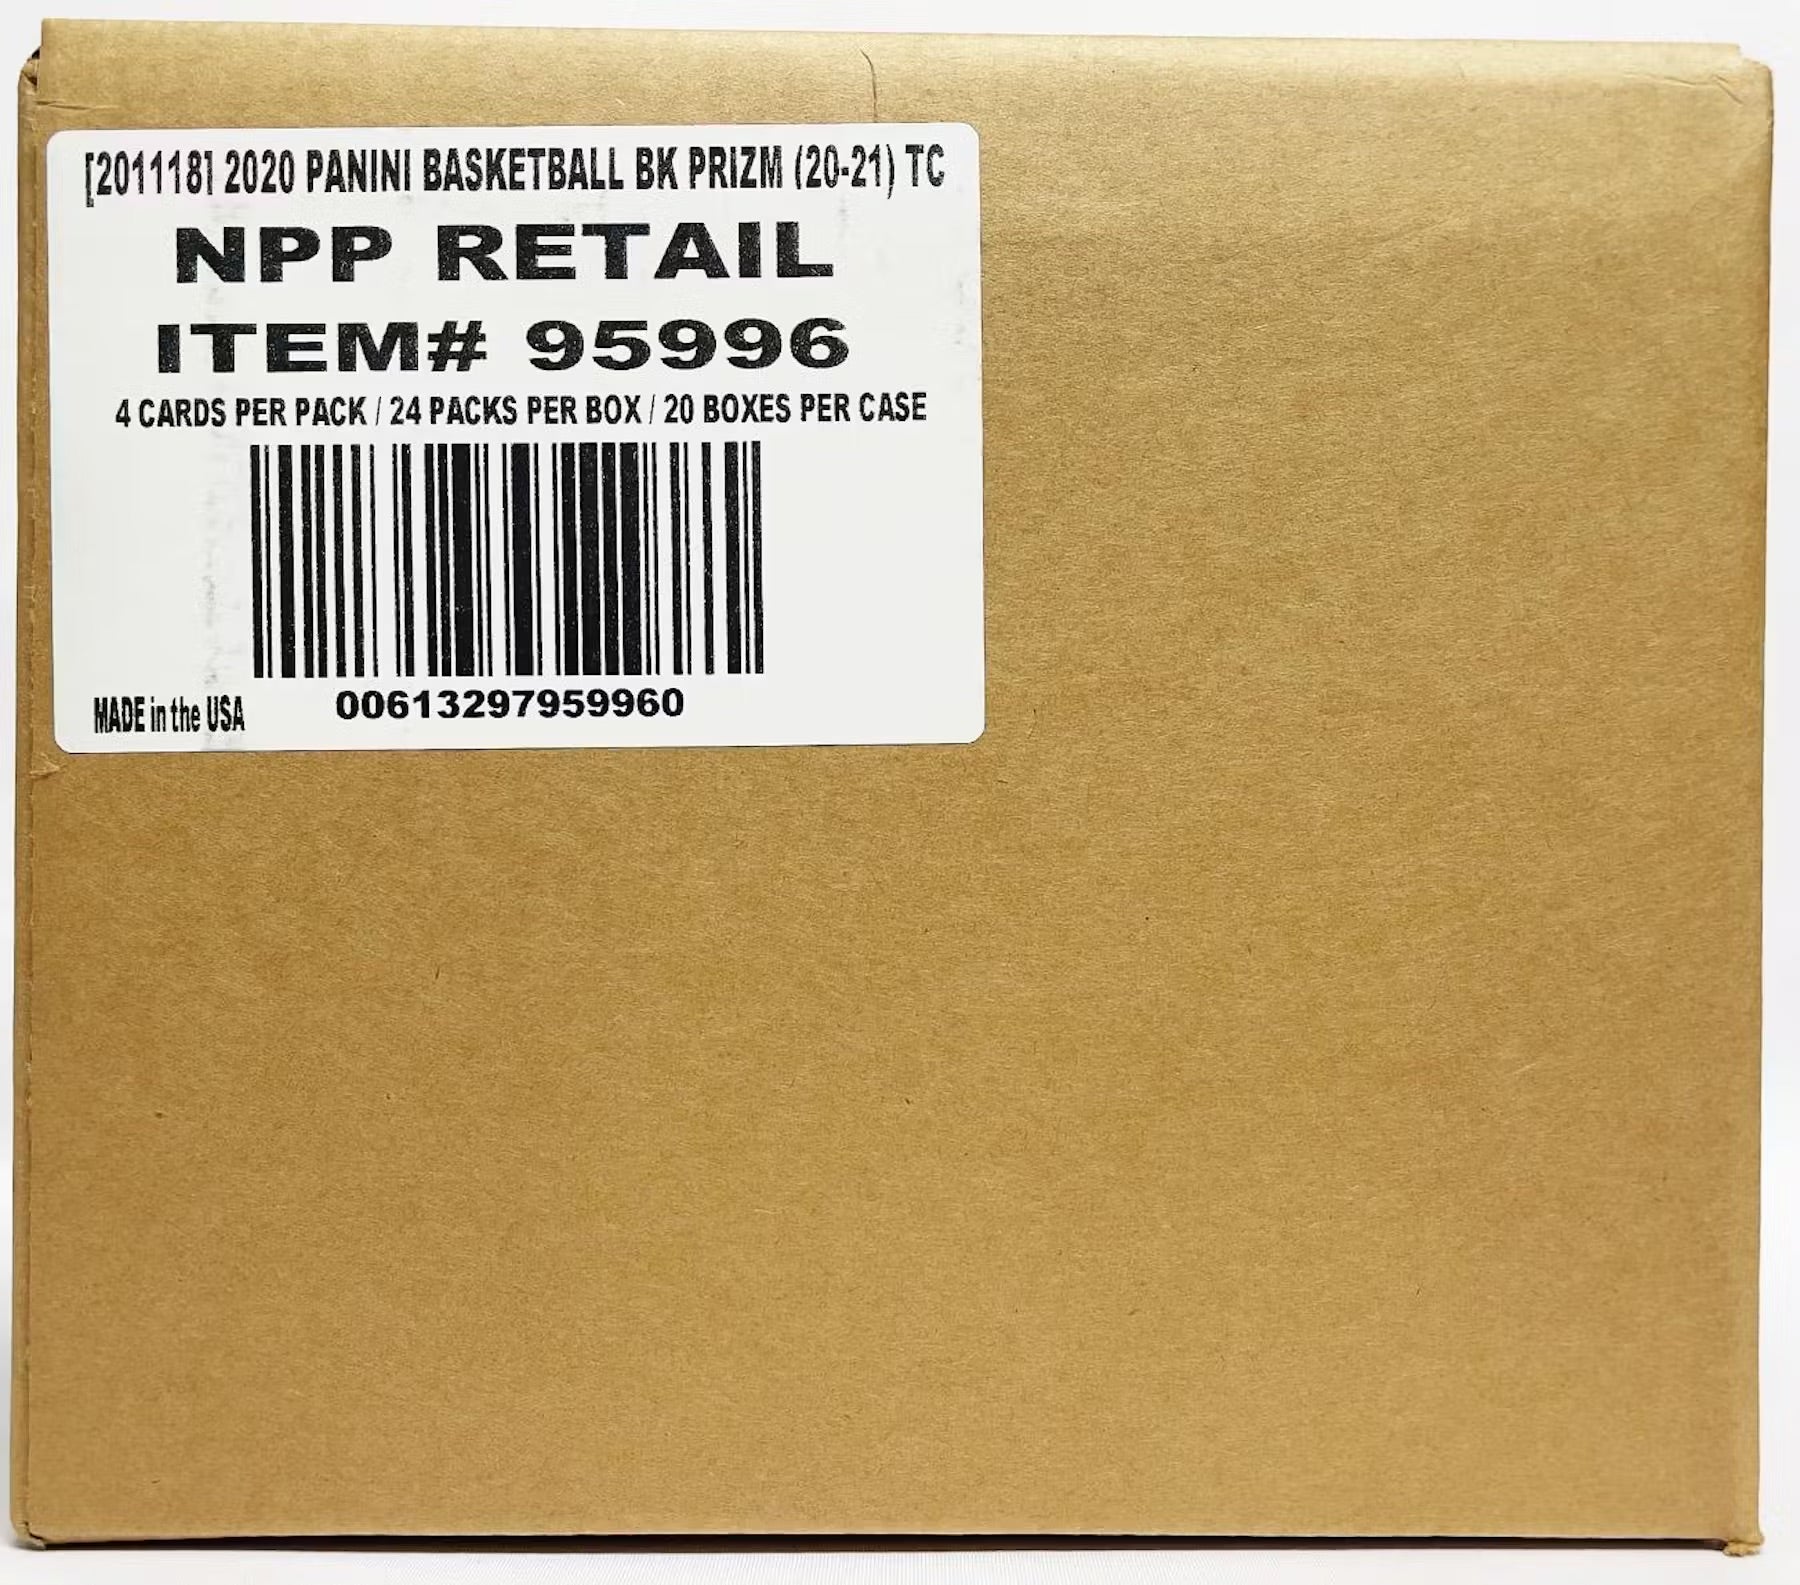 [201118] 2020 PANINI BASKETBALL BK PRIZM (20-21) TC
NPP RETAIL
ITEM# 95996
4 CARDS PER PACK / 24 PACKS PER BOX / 20 BOXES PER CASE
00613297959960
MADE in the USA